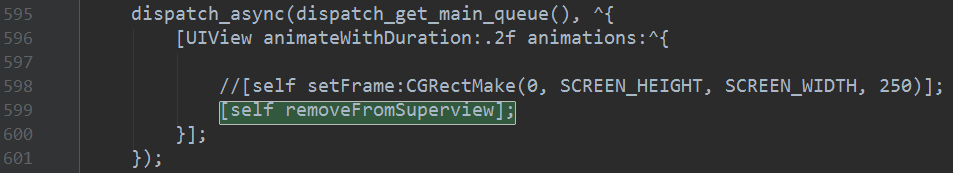 595 dispatch_async(dispatch_get_main_queue(), ^{
596 [UIView animateWithDuration:.2f animations:^{
597
598 //[self setFrame:CGRectMake(0, SCREEN_HEIGHT, SCREEN_WIDTH, 250)];
599 [self removeFromSuperview];
600 }];
601 });